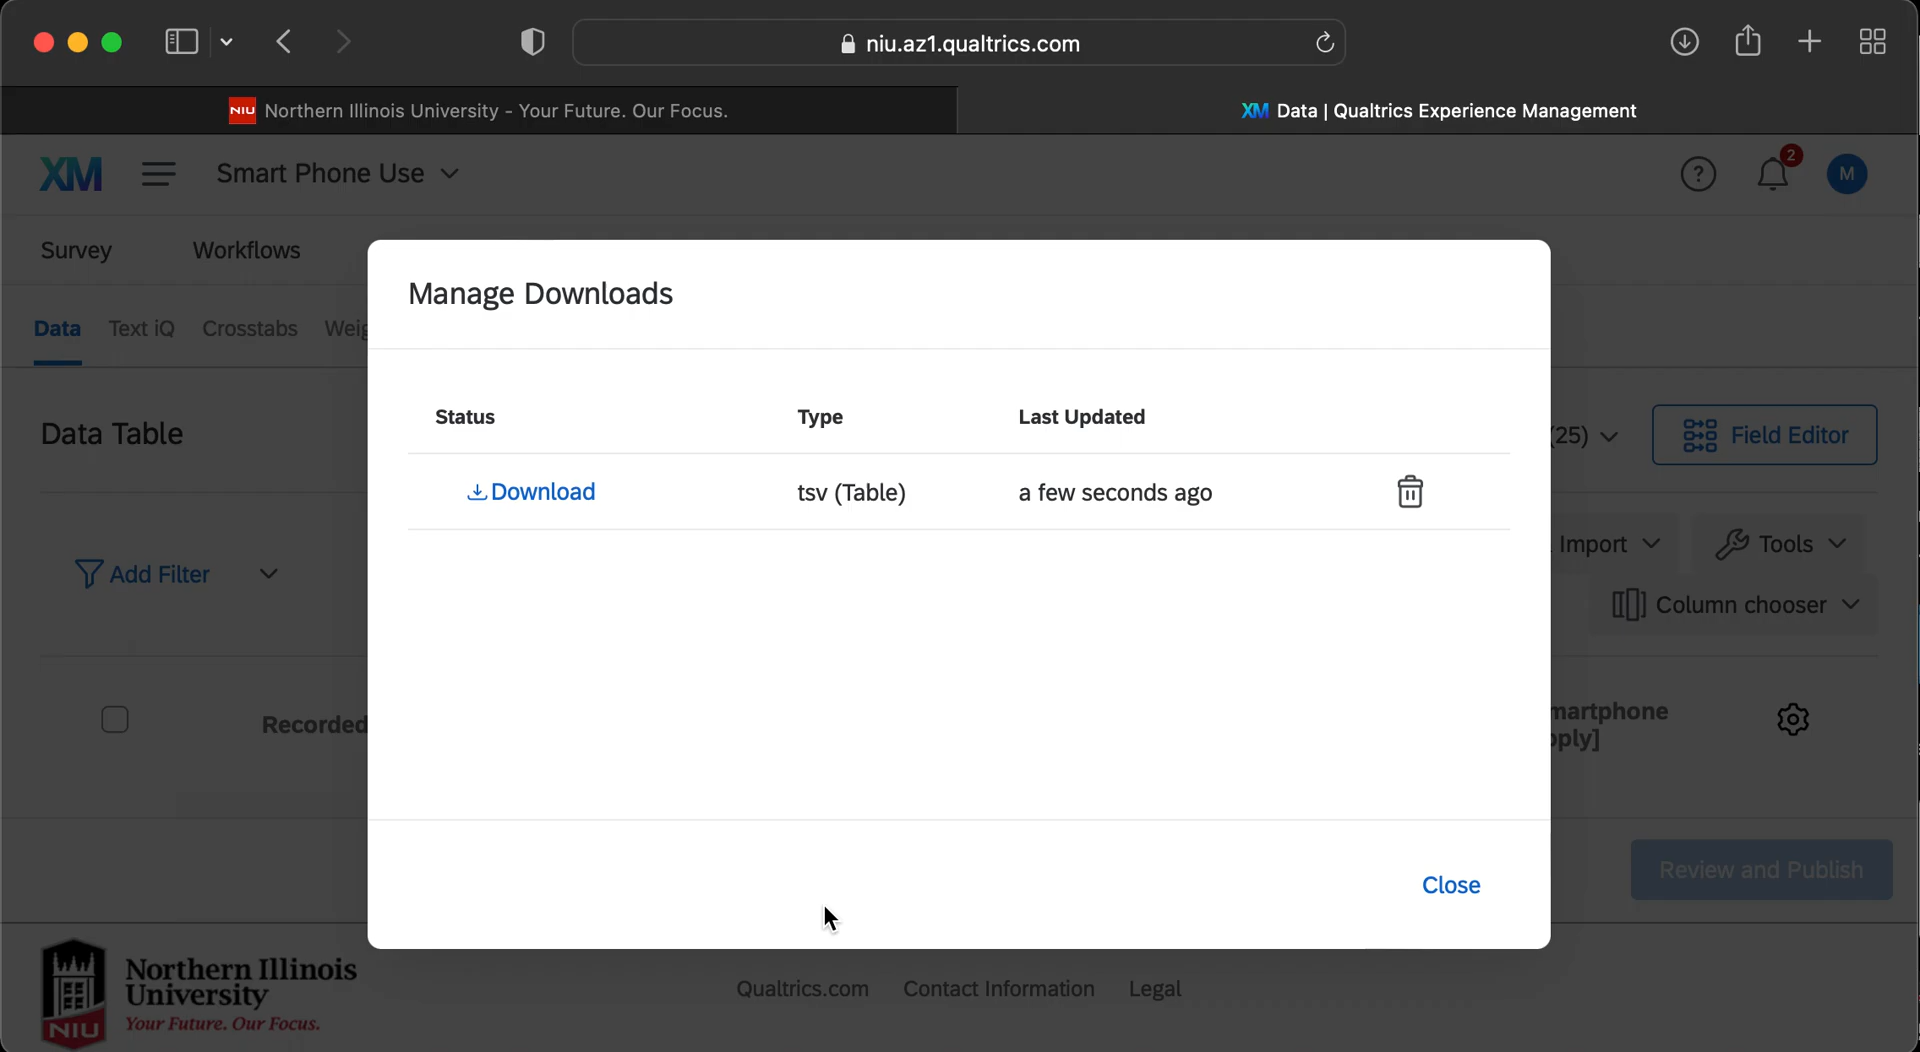 niu.az1.qualtrics.com
NIU Northern Illinois University - Your Future. Our Focus.
XM Data | Qualtrics Experience Management
XM Smart Phone Use
? 2 M
Survey Workflows
Manage Downloads
Data Text iQ Crosstabs
Status Type Last Updated
Data Table
(25) Field Editor
Download tsv (Table) a few seconds ago
Import Tools
Add Filter
Column chooser
Recorded
Close
Review and Publish
Northern Illinois
University
Your Future. Our Focus.
NIU
Qualtrics.com Contact Information Legal